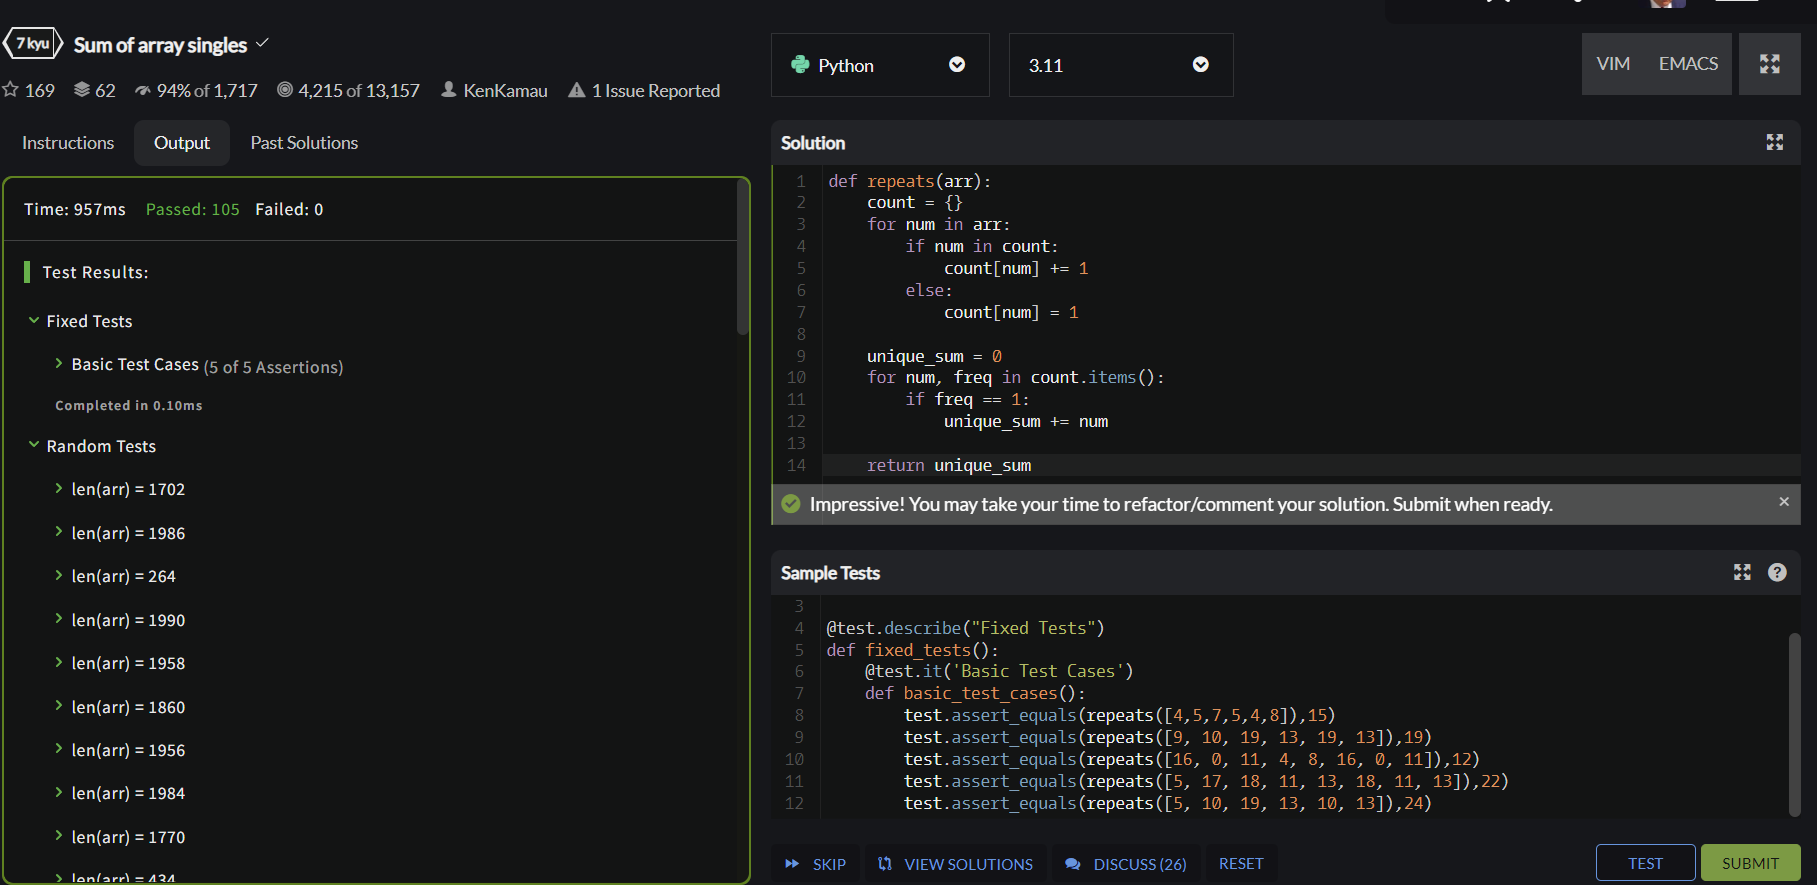 7 kyu
Sum of array singles
169 62 94% of 1,717 4,215 of 13,157 KenKamau 1 Issue Reported
Instructions Output Past Solutions
Time: 957ms Passed: 105 Failed: 0
Test Results:
Fixed Tests
Basic Test Cases (5 of 5 Assertions)
Completed in 0.10ms
Random Tests
len(arr) = 1702
len(arr) = 1986
len(arr) = 264
len(arr) = 1990
len(arr) = 1958
len(arr) = 1860
len(arr) = 1956
len(arr) = 1984
len(arr) = 1770
len(arr) = 434
Python 3.11 VIM EMACS
Solution
1 def repeats(arr):
2     count = {}
3     for num in arr:
4         if num in count:
5             count[num] += 1
6         else:
7             count[num] = 1
8
9     unique_sum = 0
10     for num, freq in count.items():
11         if freq == 1:
12             unique_sum += num
13
14     return unique_sum
Impressive! You may take your time to refactor/comment your solution. Submit when ready. ×
Sample Tests ?
3
4 @test.describe("Fixed Tests")
5 def fixed_tests():
6     @test.it('Basic Test Cases')
7     def basic_test_cases():
8         test.assert_equals(repeats([4,5,7,5,4,8]),15)
9         test.assert_equals(repeats([9, 10, 19, 13, 19, 13]),19)
10         test.assert_equals(repeats([16, 0, 11, 4, 8, 16, 0, 11]),12)
11         test.assert_equals(repeats([5, 17, 18, 11, 13, 18, 11, 13]),22)
12         test.assert_equals(repeats([5, 10, 19, 13, 10, 13]),24)
SKIP VIEW SOLUTIONS DISCUSS (26) RESET TEST SUBMIT